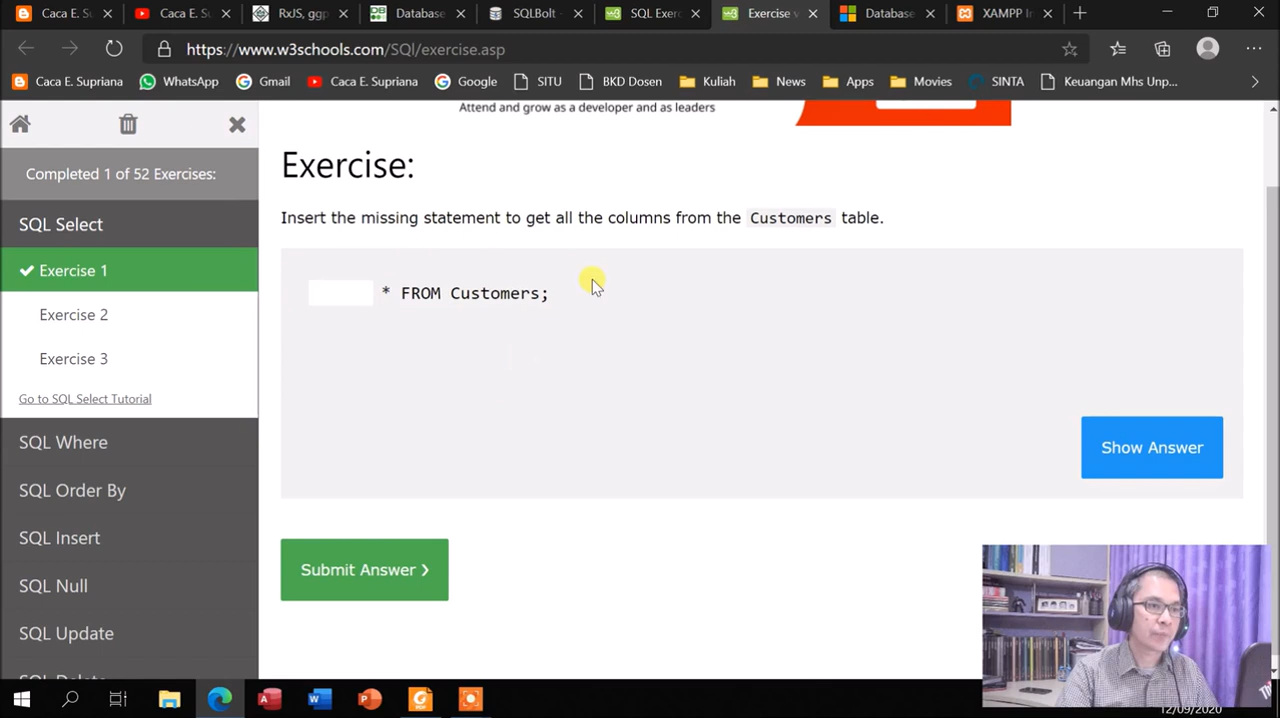 Caca E. Su
Caca E. S
RxJS, ggp
Database
SQLBolt -
SQL Exerc
Exercise v
Database
XAMPP In
https://www.w3schools.com/SQl/exercise.asp
Caca E. Supriana
WhatsApp
Gmail
Caca E. Supriana
Google
SITU
BKD Dosen
Kuliah
News
Apps
Movies
SINTA
Keuangan Mhs Unp...
Attend and grow as a developer and as leaders
Completed 1 of 52 Exercises:
SQL Select
Exercise 1
Exercise 2
Exercise 3
Go to SQL Select Tutorial
SQL Where
SQL Order By
SQL Insert
SQL Null
SQL Update
SQL Delete
Exercise:
Insert the missing statement to get all the columns from the Customers table.
* FROM Customers;
Show Answer
Submit Answer ❯
12/09/2020